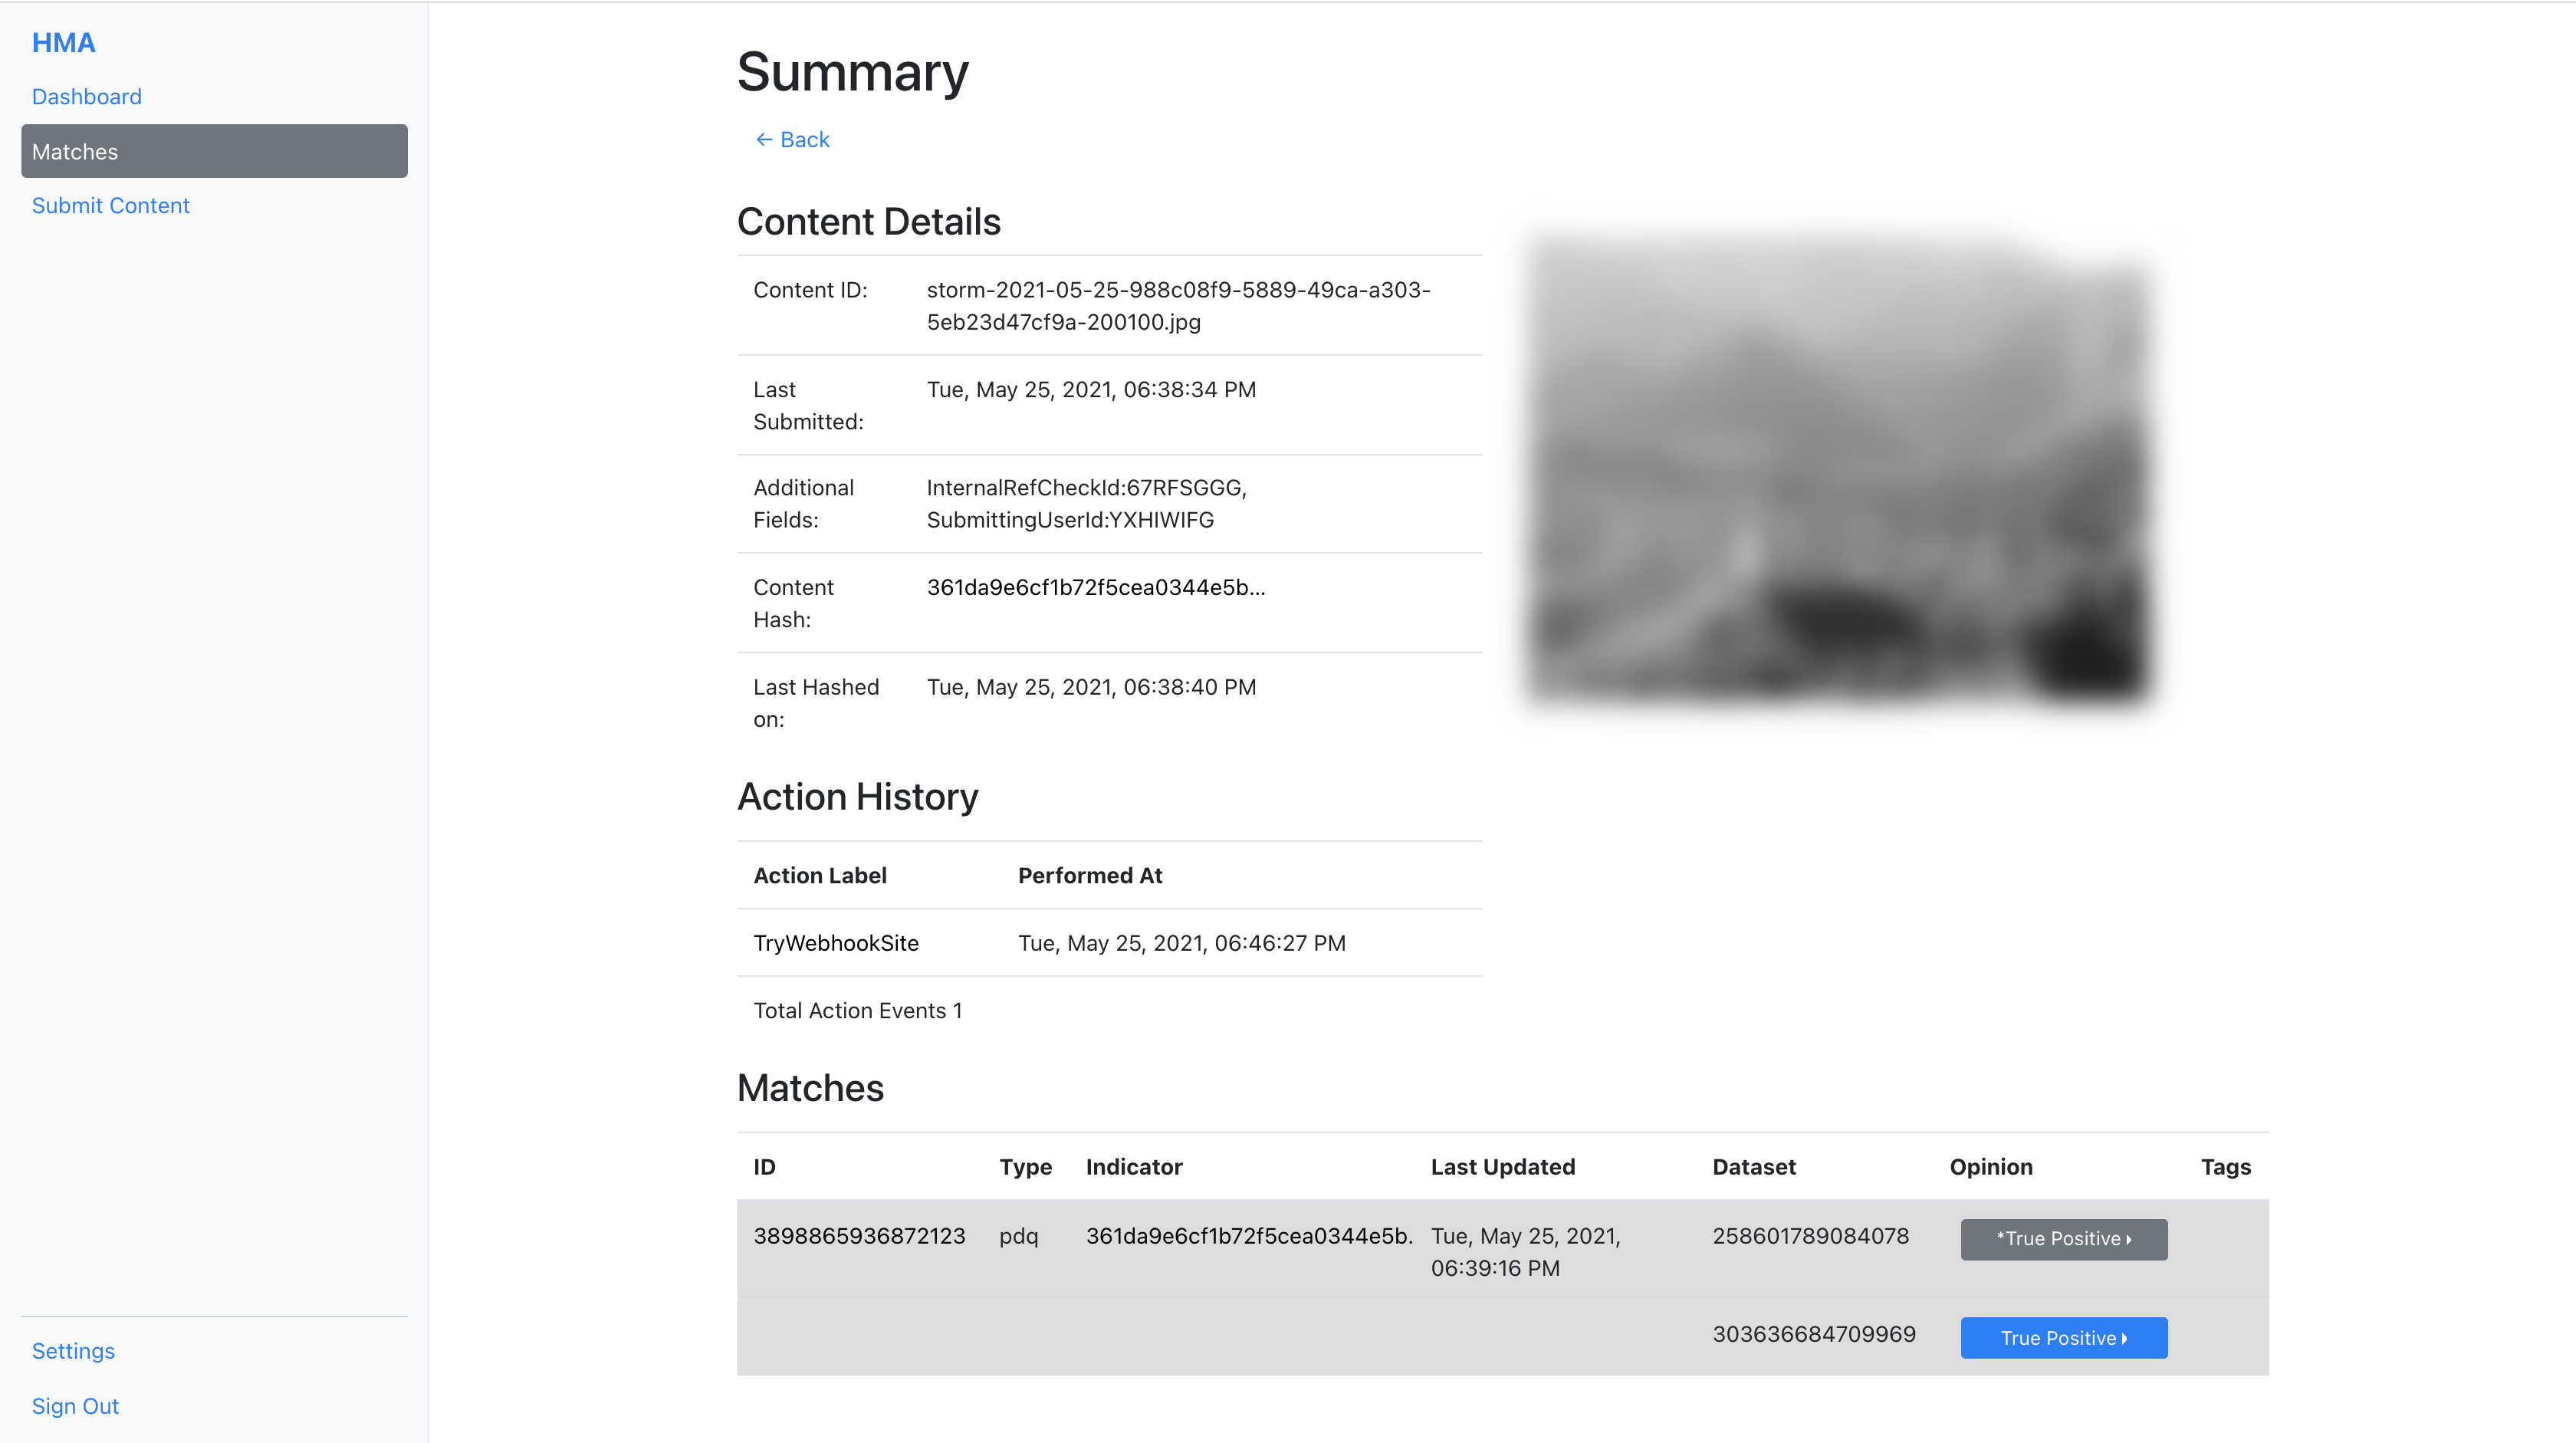 HMA
Dashboard
Matches
Submit Content
Settings
Sign Out
Summary
← Back
Content Details
Content ID: storm-2021-05-25-988c08f9-5889-49ca-a303-
5eb23d47cf9a-200100.jpg
Last Tue, May 25, 2021, 06:38:34 PM
Submitted:
Additional InternalRefCheckId:67RFSGGG,
Fields: SubmittingUserId:YXHIWIFG
Content 361da9e6cf1b72f5cea0344e5b...
Hash:
Last Hashed Tue, May 25, 2021, 06:38:40 PM
on:
Action History
Action Label Performed At
TryWebhookSite Tue, May 25, 2021, 06:46:27 PM
Total Action Events 1
Matches
ID Type Indicator Last Updated Dataset Opinion Tags
3898865936872123 pdq 361da9e6cf1b72f5cea0344e5b. Tue, May 25, 2021, 258601789084078 *True Positive
06:39:16 PM
303636684709969 True Positive